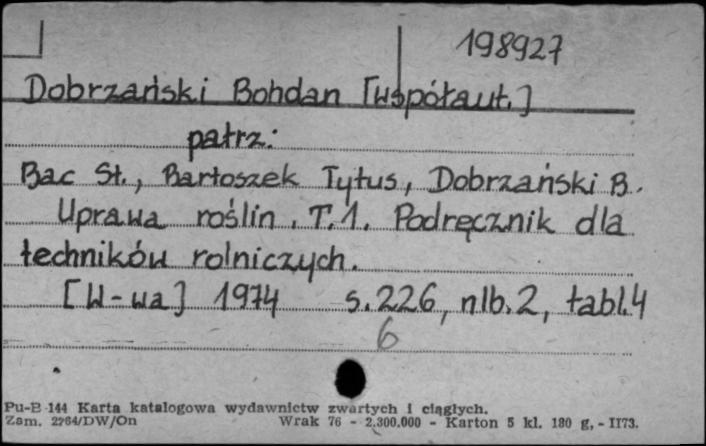 198927
Dobrzański Bohdan [współaut.]
patrz:
Bac St., Bartoszek Tytus, Dobrzański B.
Uprawa roślin. T.1. Podręcznik dla
techników rolniczych.
[W-wa] 1974 s.226, nlb.2, tabl.4
6
Pu-B 144 Karta katalogowa wydawnictw zwartych i ciągłych.
Zam. 2764/DW/On Wrak 76 - 2.300.000 - Karton 5 kl. 180 g. - II73.